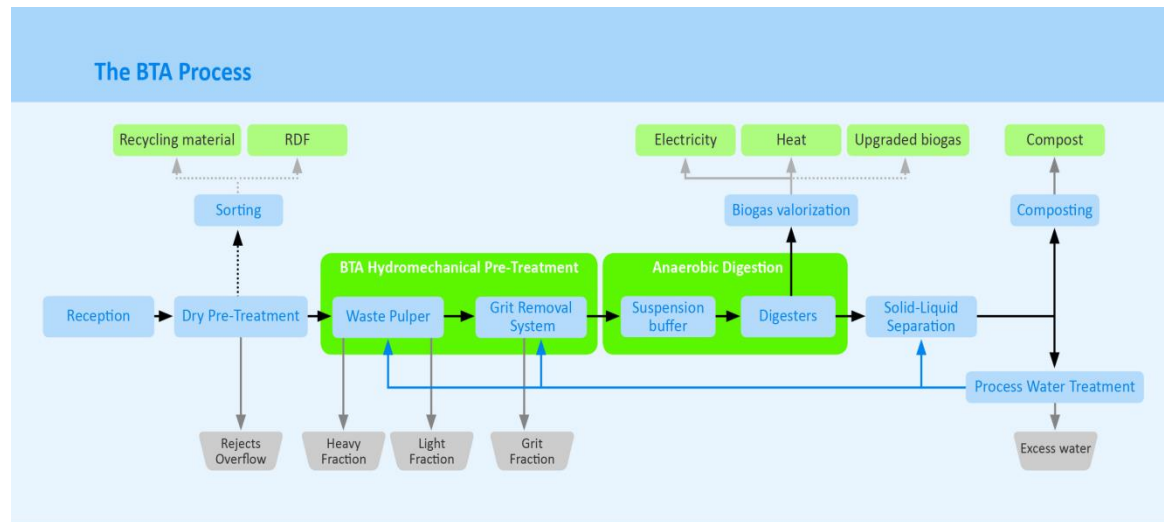 The BTA Process
Recycling material
RDF
Electricity
Heat
Upgraded biogas
Compost
Sorting
Biogas valorization
Composting
BTA Hydromechanical Pre-Treatment
Anaerobic Digestion
Reception
Dry Pre-Treatment
Waste Pulper
Grit Removal
System
Suspension
buffer
Digesters
Solid-Liquid
Separation
Process Water Treatment
Rejects
Overflow
Heavy
Fraction
Light
Fraction
Grit
Fraction
Excess water